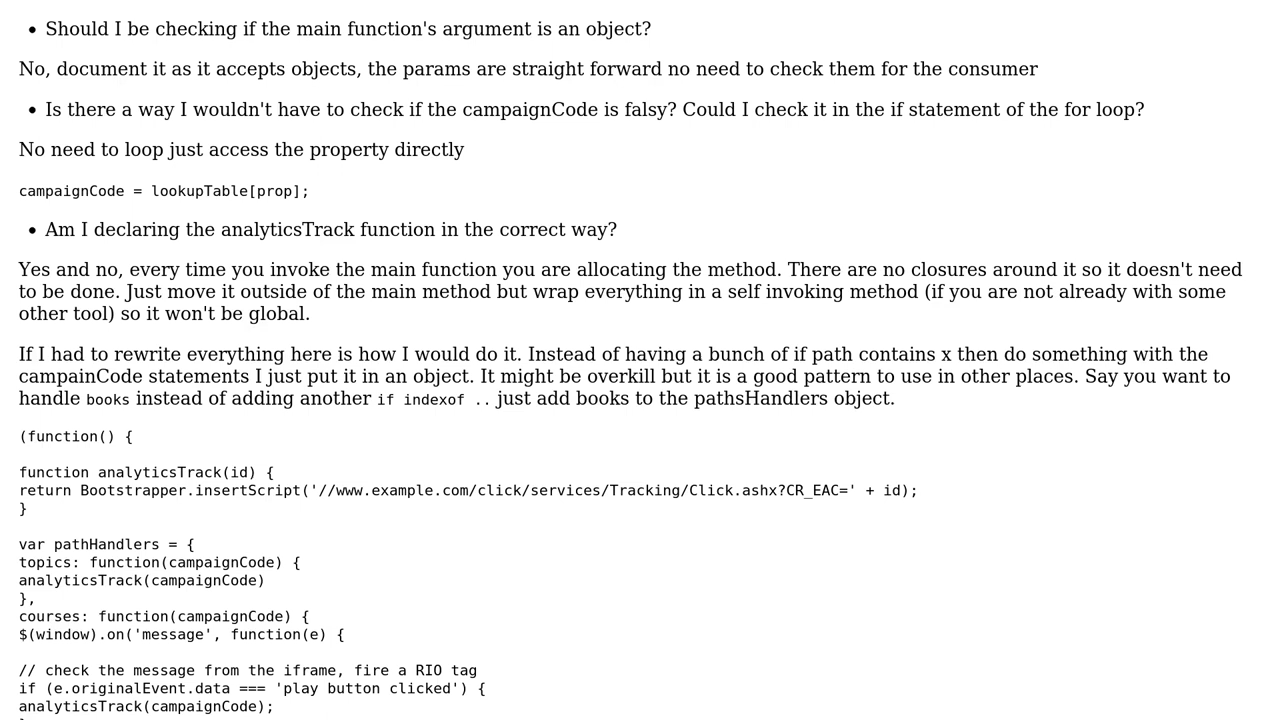 • Should I be checking if the main function's argument is an object?
No, document it as it accepts objects, the params are straight forward no need to check them for the consumer
• Is there a way I wouldn't have to check if the campaignCode is falsy? Could I check it in the if statement of the for loop?
No need to loop just access the property directly
campaignCode = lookupTable[prop];
• Am I declaring the analyticsTrack function in the correct way?
Yes and no, every time you invoke the main function you are allocating the method. There are no closures around it so it doesn't need
to be done. Just move it outside of the main method but wrap everything in a self invoking method (if you are not already with some
other tool) so it won't be global.
If I had to rewrite everything here is how I would do it. Instead of having a bunch of if path contains x then do something with the
campainCode statements I just put it in an object. It might be overkill but it is a good pattern to use in other places. Say you want to
handle books instead of adding another if indexof .. just add books to the pathsHandlers object.
(function() {
function analyticsTrack(id) {
return Bootstrapper.insertScript('//www.example.com/click/services/Tracking/Click.ashx?CR_EAC=' + id);
}
var pathHandlers = {
topics: function(campaignCode) {
analyticsTrack(campaignCode)
},
courses: function(campaignCode) {
$(window).on('message', function(e) {
// check the message from the iframe, fire a RIO tag
if (e.originalEvent.data === 'play button clicked') {
analyticsTrack(campaignCode);